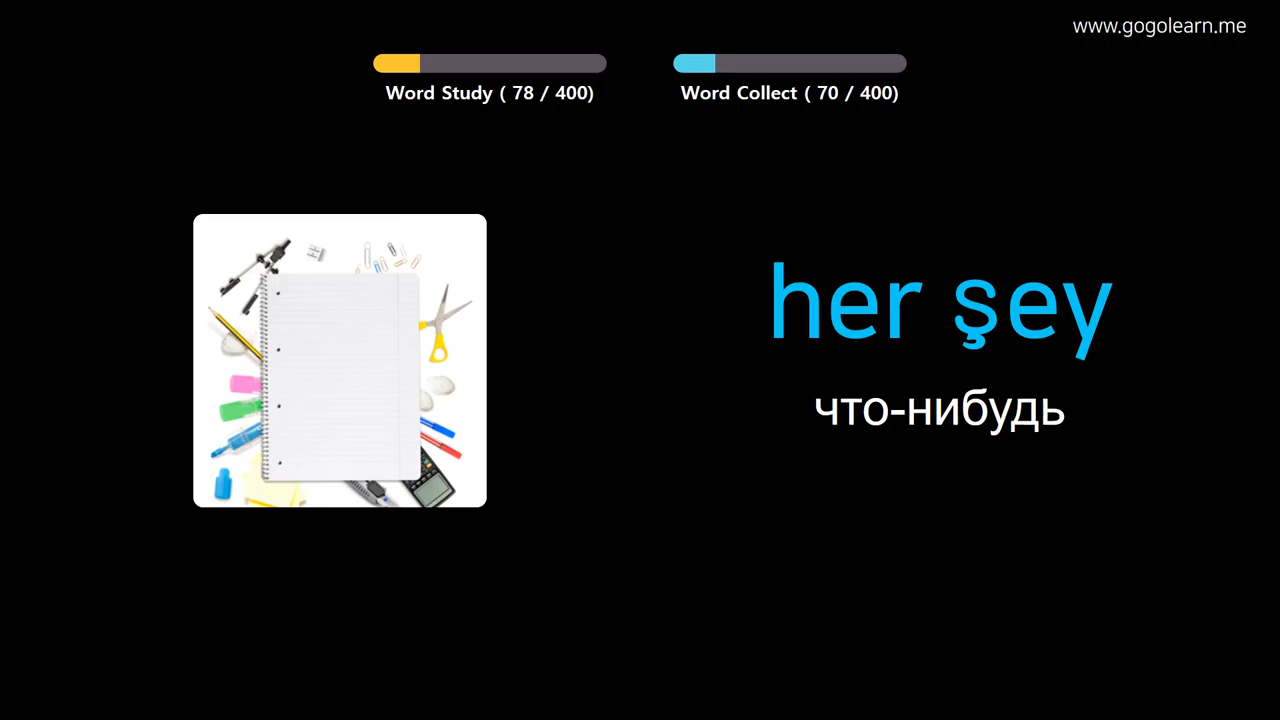 www.gogolearn.me
Word Study ( 78 / 400)
Word Collect ( 70 / 400)
her şey
что-нибудь